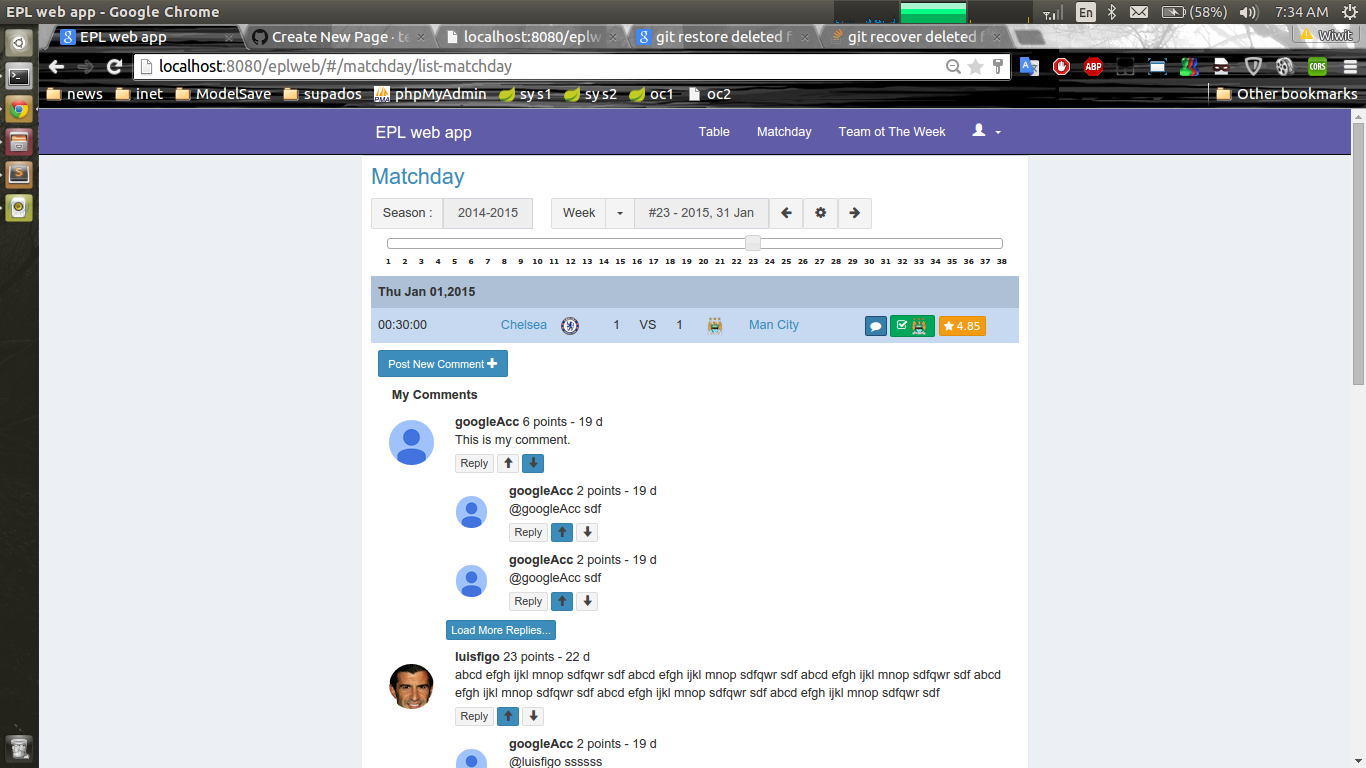 EPL web app - Google Chrome
En (58%) 7:34 AM
EPL web app × Create New Page · te × localhost:8080/eplw × git restore deleted f × git recover deleted f × Wiwit
localhost:8080/eplweb/#/matchday/list-matchday ABP CORS
news inet ModelSave supados phpMyAdmin sys1 sys2 oc1 oc2 Other bookmarks
EPL web app Table Matchday Team ot The Week
Matchday
Season : 2014-2015 Week #23 - 2015, 31 Jan
1 2 3 4 5 6 7 8 9 10 11 12 13 14 15 16 17 18 19 20 21 22 23 24 25 26 27 28 29 30 31 32 33 34 35 36 37 38
Thu Jan 01,2015
00:30:00 Chelsea 1 VS 1 Man City 4.85
Post New Comment
My Comments
googleAcc 6 points - 19 d
This is my comment.
Reply
googleAcc 2 points - 19 d
@googleAcc sdf
Reply
googleAcc 2 points - 19 d
@googleAcc sdf
Reply
Load More Replies...
luisfigo 23 points - 22 d
abcd efgh ijkl mnop sdfqwr sdf abcd efgh ijkl mnop sdfqwr sdf abcd efgh ijkl mnop sdfqwr sdf abcd
efgh ijkl mnop sdfqwr sdf abcd efgh ijkl mnop sdfqwr sdf abcd efgh ijkl mnop sdfqwr sdf
Reply
googleAcc 2 points - 19 d
@luisfigo ssssss